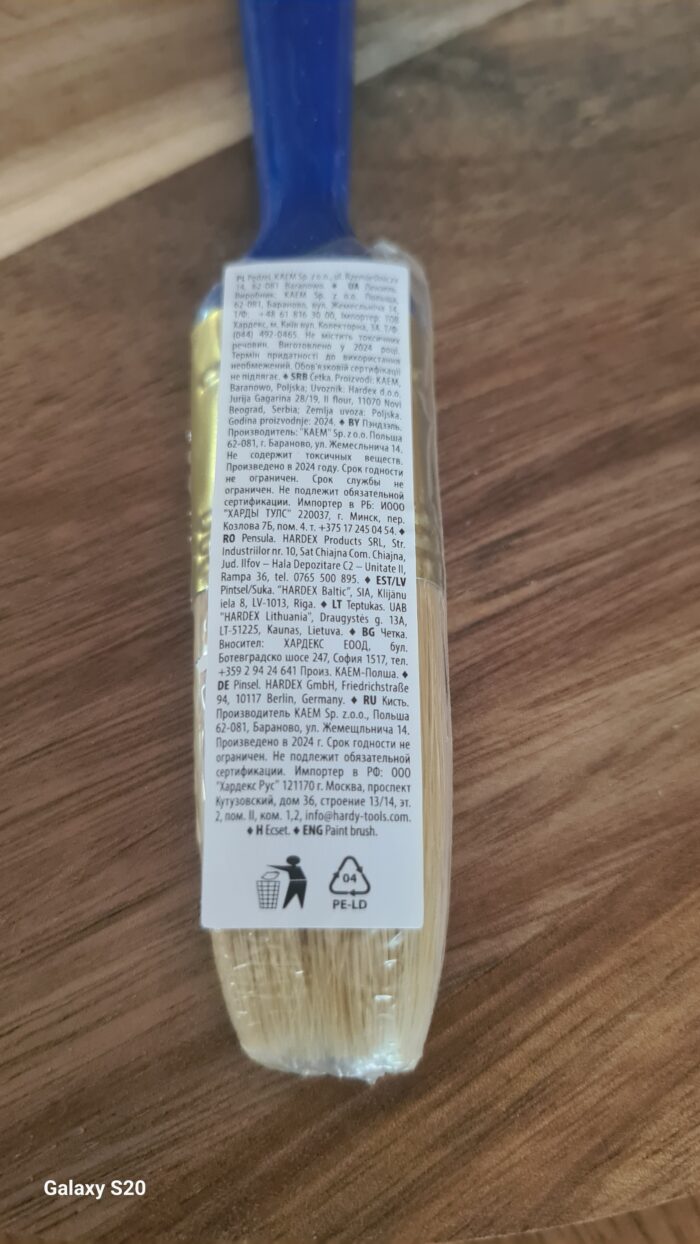 PL Pędzel. KAEM Sp. z o.o., ul. Rzemieślnicza
14, 62-081 Baranowo. ♦ UA Пензель.
Виробник: KAEM Sp. z o.o. Польща,
62-081, Бараново, вул. Жемеснічна 14,
Т/Ф: +48 61 816 30 00, Імпортер: ТОВ
Хардекс, м. Київ вул. Колекторна, 3А, Т/Ф:
(044) 492-0465. Не містить токсичних
речовин. Виготовлено у 2024 році.
Термін придатності до використання
необмежений. Обов'язковій сертифікації
не підлягає. ♦ SRB Četka. Proizvodi: KAEM,
Baranowo, Poljska; Uvoznik: Hardex d.o.o.
Jurija Gagarina 28/19, II flour, 11070 Novi
Beograd, Serbia; Zemlja uvoza: Poljska.
Godina proizvodnje: 2024. ♦ BY Пэндзаль.
Производитель: "KAEM" Sp. z o.o. Польша
62-081, г. Бараново, ул. Жемесльнича 14.
Не содержит токсичных веществ.
Произведено в 2024 году. Срок годности
не ограничен. Срок службы не
ограничен. Не подлежит обязательной
сертификации. Импортер в РБ: ИООО
"ХАРДЫ ТУЛС" 220037, г. Минск, пер.
Козлова 7Б, пом. 4. т. +375 17 245 04 54. ♦
RO Pensula. HARDEX Products SRL, Str.
Industriilor nr. 10, Sat Chiajna Com. Chiajna,
Jud. Ilfov – Hala Depozitare C2 – Unitate II,
Rampa 36, tel. 0765 500 895. ♦ EST/LV
Pintsel/Suka. "HARDEX Baltic", SIA, Klijānu
iela 8, LV-1013, Riga. ♦ LT Teptukas. UAB
"HARDEX Lithuania", Draugystės g. 13A,
LT-51225, Kaunas, Lietuva. ♦ BG Четка.
Вносител: ХАРДЕКС ЕООД, бул.
Ботевградско шосе 247, София 1517, тел.
+359 2 94 24 641 Произ. КАЕМ-Полша. ♦
DE Pinsel. HARDEX GmbH, Friedrichstraße
94, 10117 Berlin, Germany. ♦ RU Кисть.
Производитель KAEM Sp. z.o.o., Польша
62-081, Бараново, ул. Жемещльнича 14.
Произведено в 2024 г. Срок годности не
ограничен. Не подлежит обязательной
сертификации. Импортер в РФ: ООО
"Хардекс Рус" 121170 г. Москва, проспект
Кутузовский, дом 36, строение 13/14, эт.
2, пом. II, ком. 1,2, info@hardy-tools.com.
♦ H Ecset. ♦ ENG Paint brush.
04
PE-LD
Galaxy S20